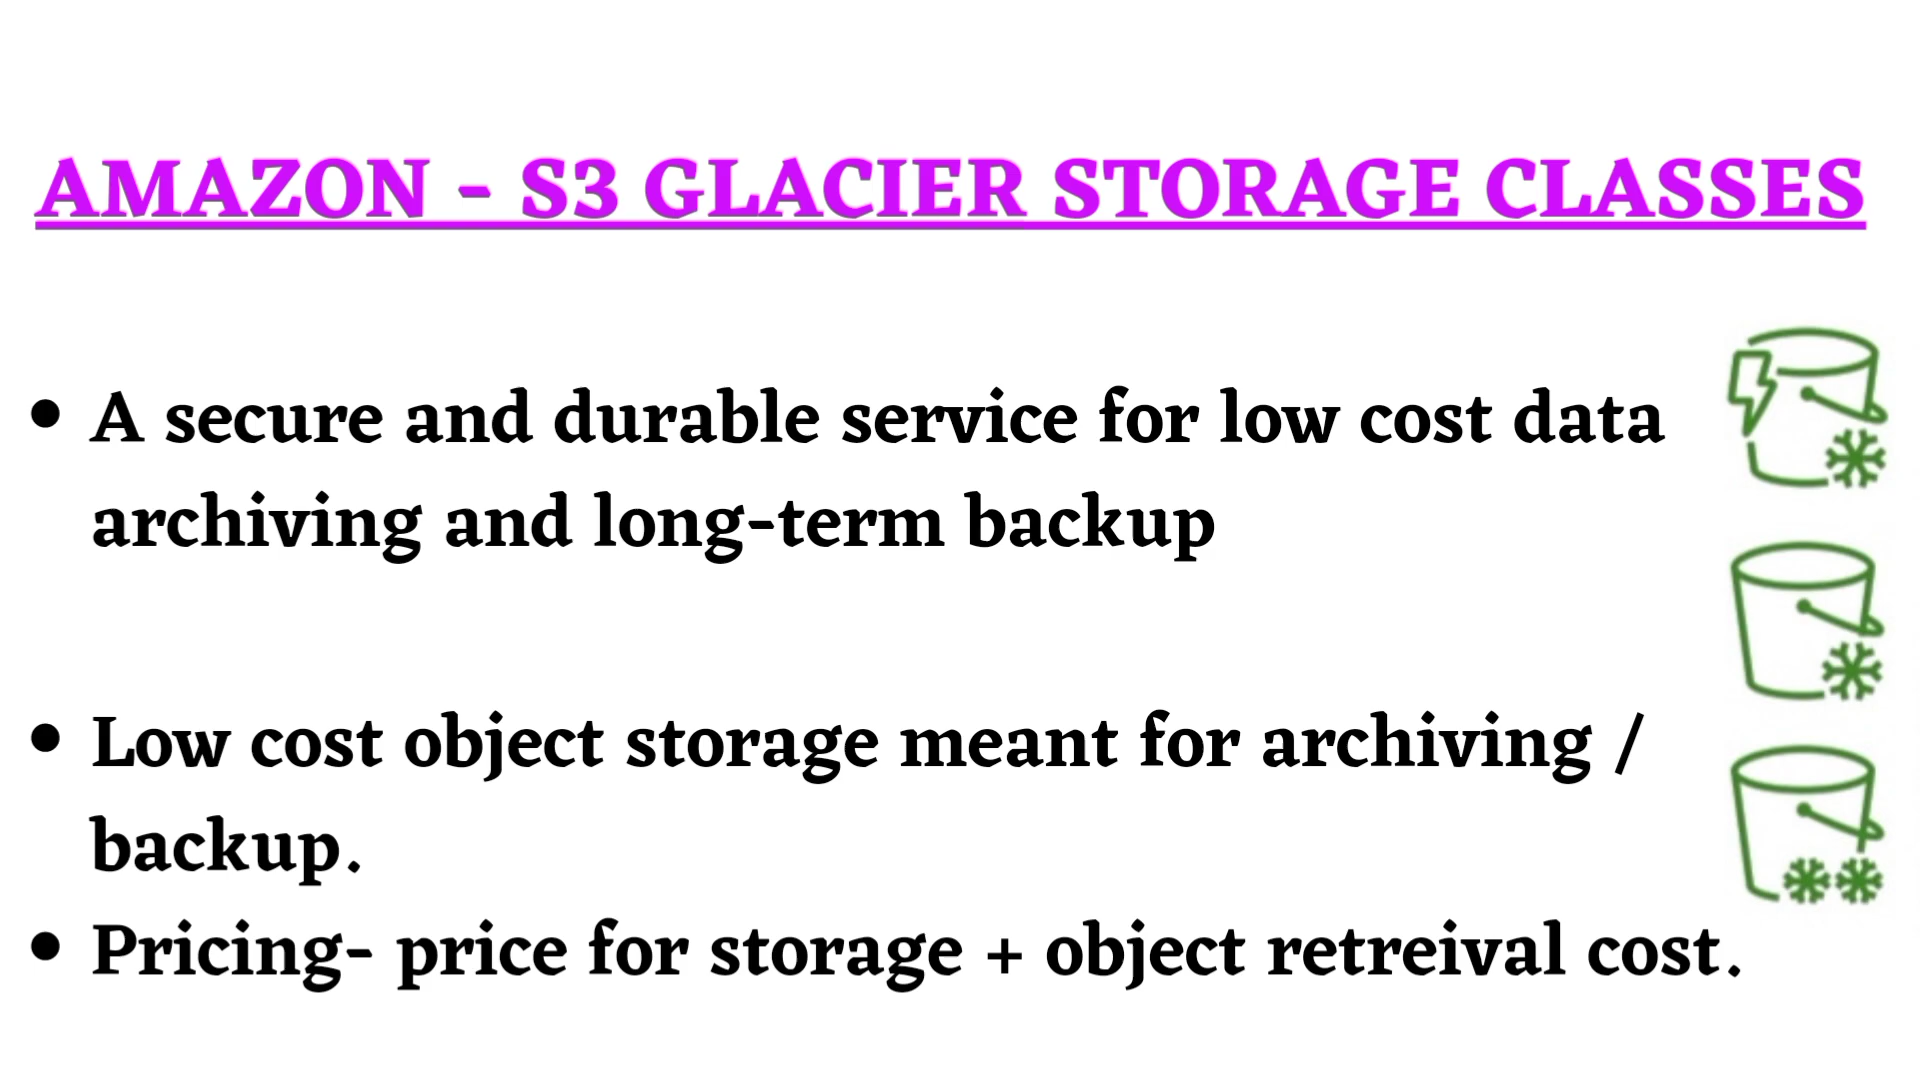 AMAZON - S3 GLACIER STORAGE CLASSES
• A secure and durable service for low cost data
archiving and long-term backup
• Low cost object storage meant for archiving /
backup.
• Pricing- price for storage + object retreival cost.